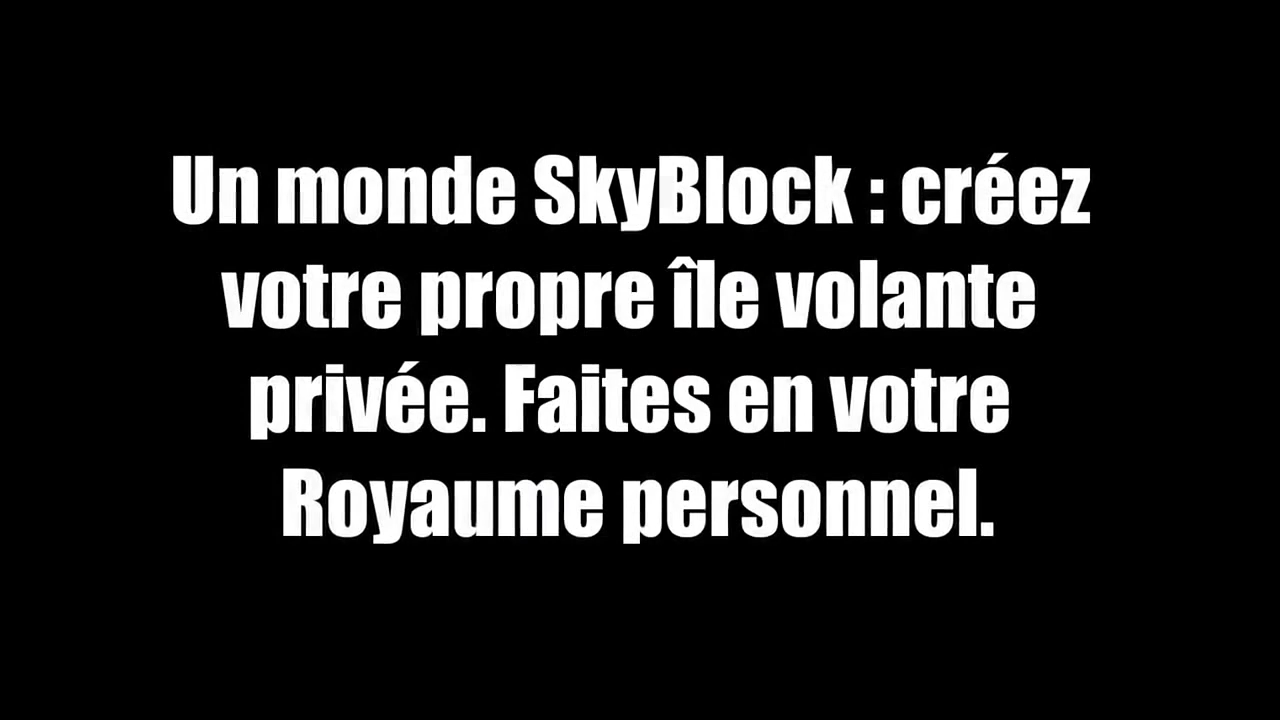 Un monde SkyBlock : créez
votre propre île volante
privée. Faites en votre
Royaume personnel.